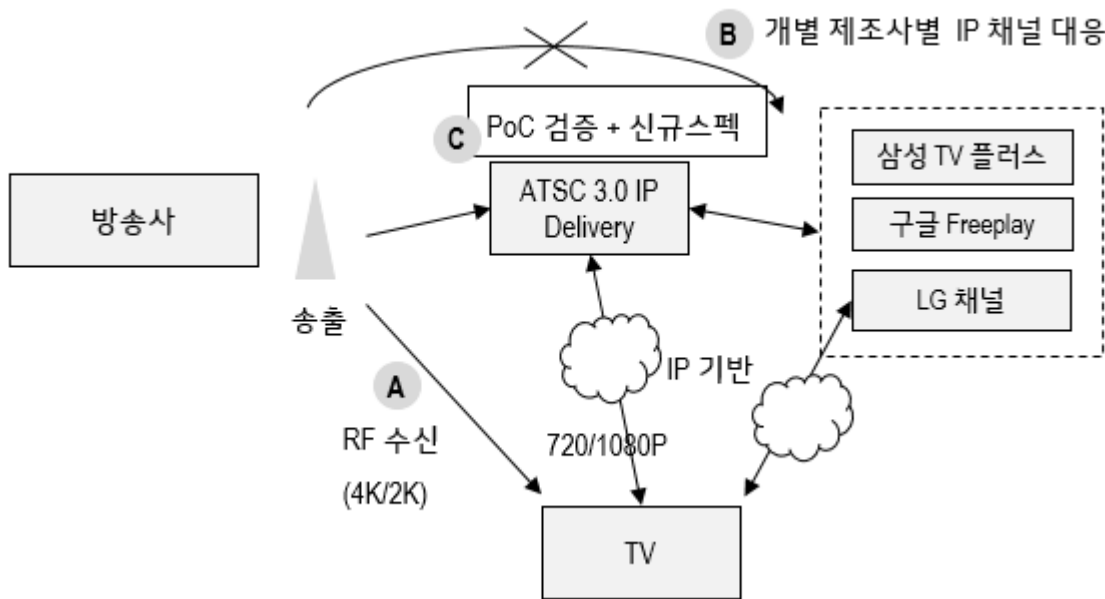 B 개별 제조사별 IP 채널 대응
C PoC 검증 + 신규스펙
방송사
송출
ATSC 3.0 IP
Delivery
삼성 TV 플러스
구글 Freeplay
LG 채널
A
RF 수신
(4K/2K)
IP 기반
720/1080P
TV